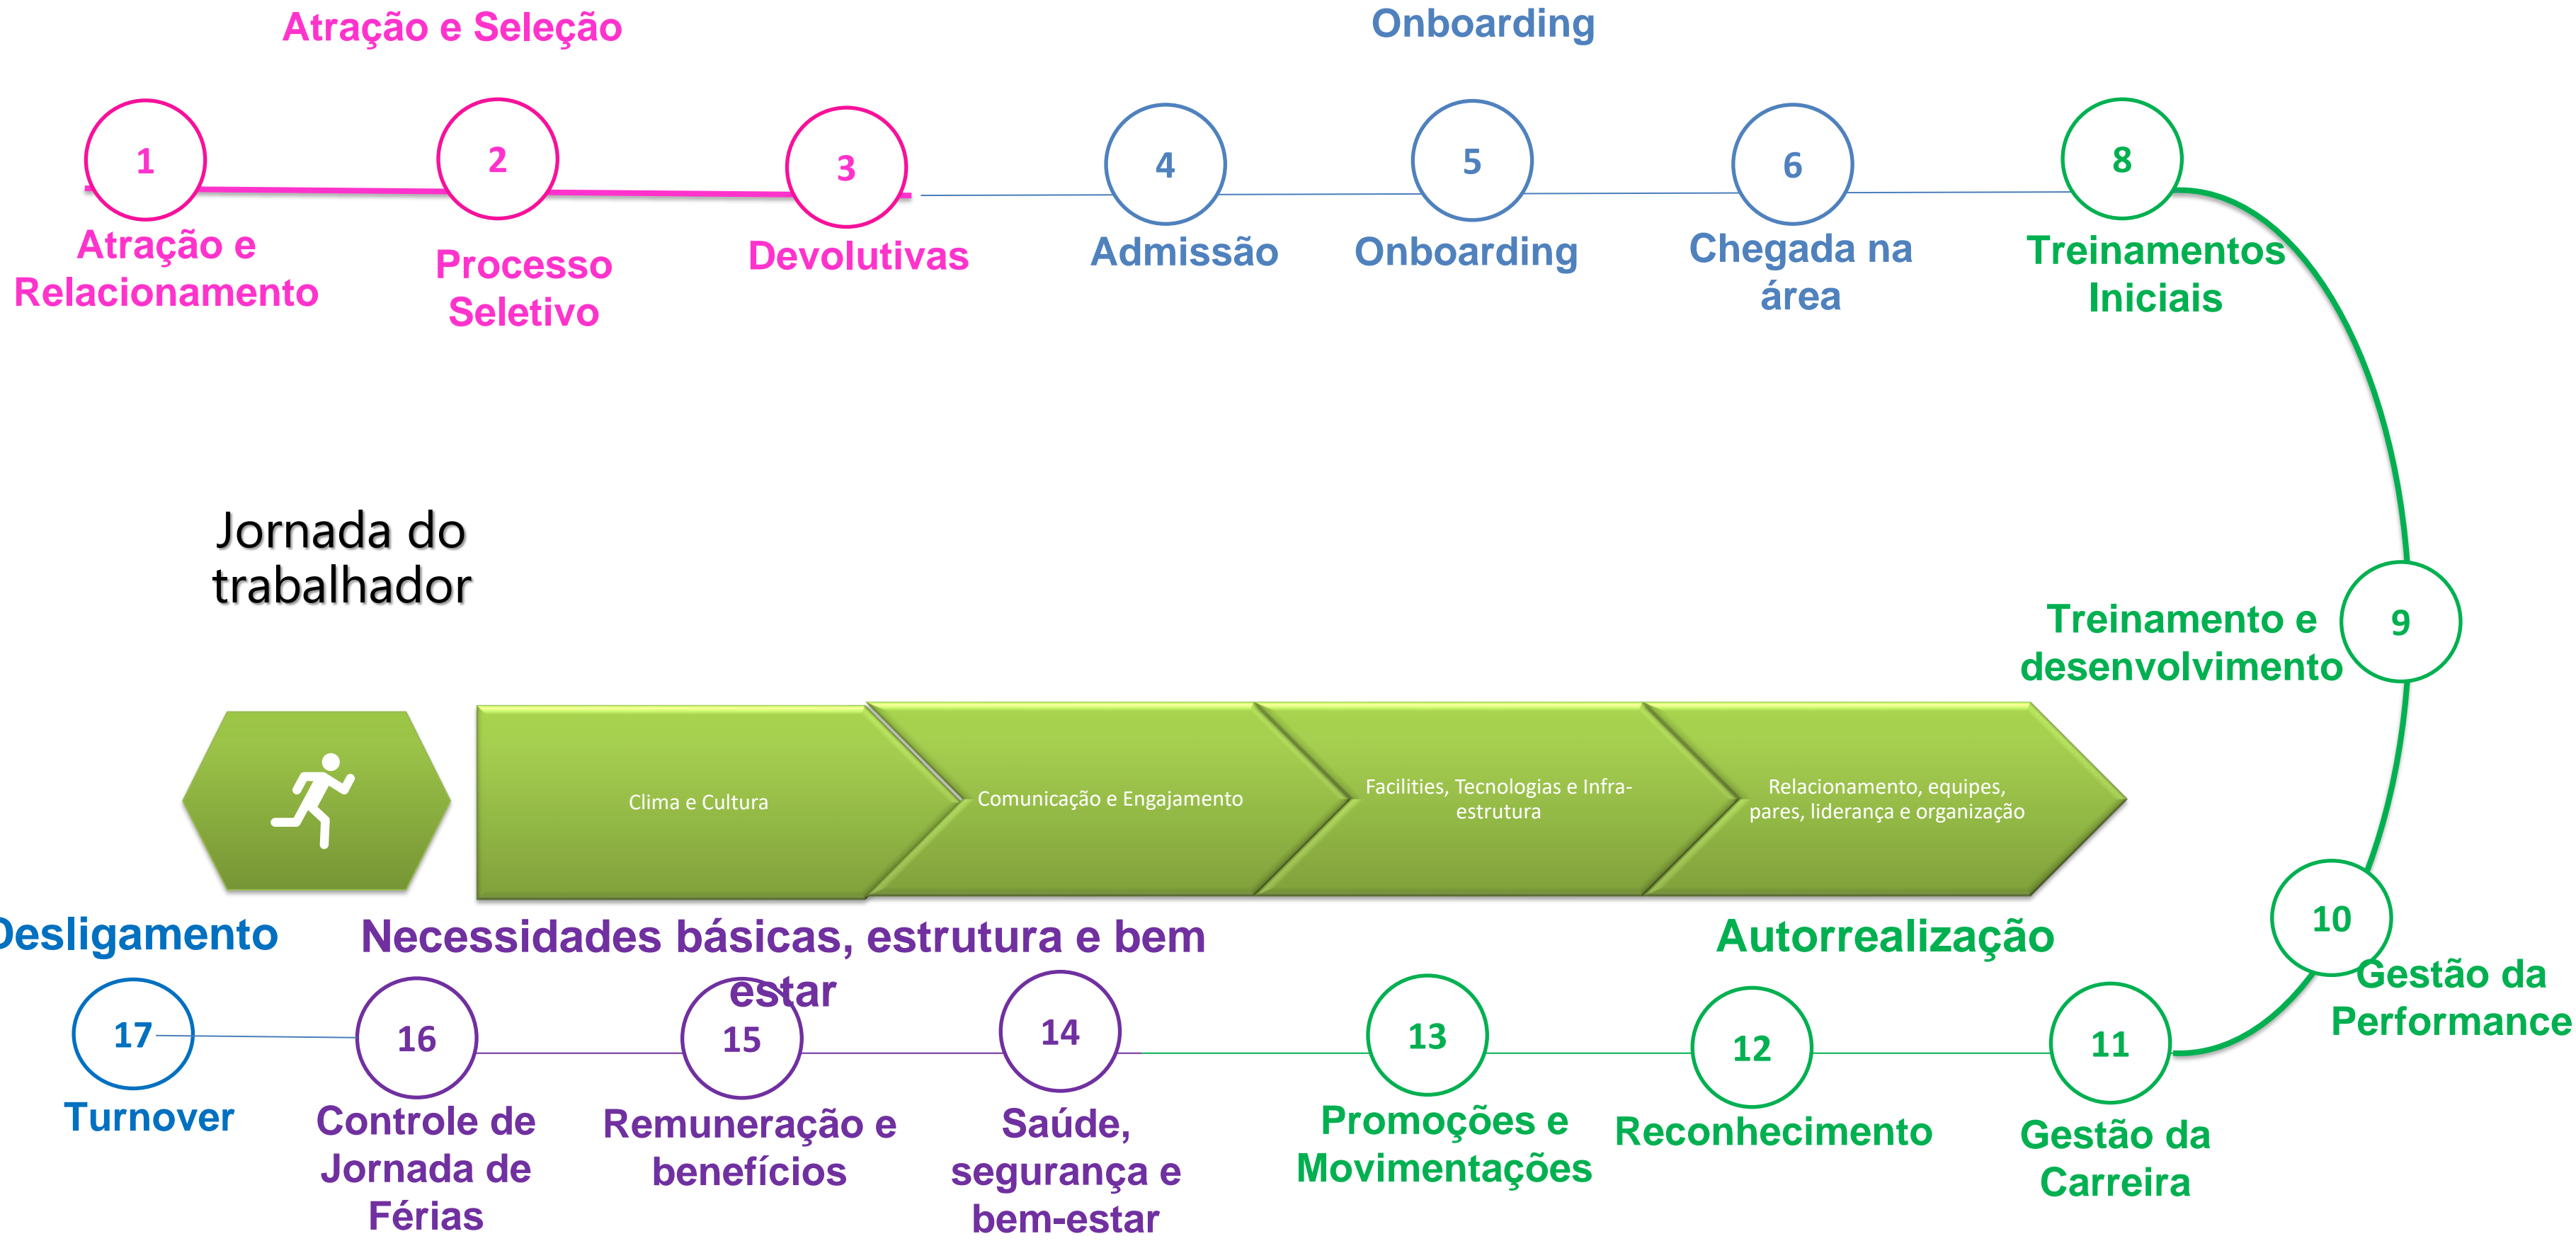 Atração e Seleção
Onboarding
1
2
3
4
5
6
8
Atração e
Relacionamento
Processo
Seletivo
Devolutivas
Admissão
Onboarding
Chegada na
área
Treinamentos
Iniciais
Jornada do
trabalhador
9
Treinamento e
desenvolvimento
Clima e Cultura
Comunicação e Engajamento
Facilities, Tecnologias e Infra-
estrutura
Relacionamento, equipes,
pares, liderança e organização
10
Gestão da
Performance
Desligamento
Necessidades básicas, estrutura e bem
estar
Autorrealização
17
16
15
14
13
12
11
Turnover
Controle de
Jornada de
Férias
Remuneração e
benefícios
Saúde,
segurança e
bem-estar
Promoções e
Movimentações
Reconhecimento
Gestão da
Carreira